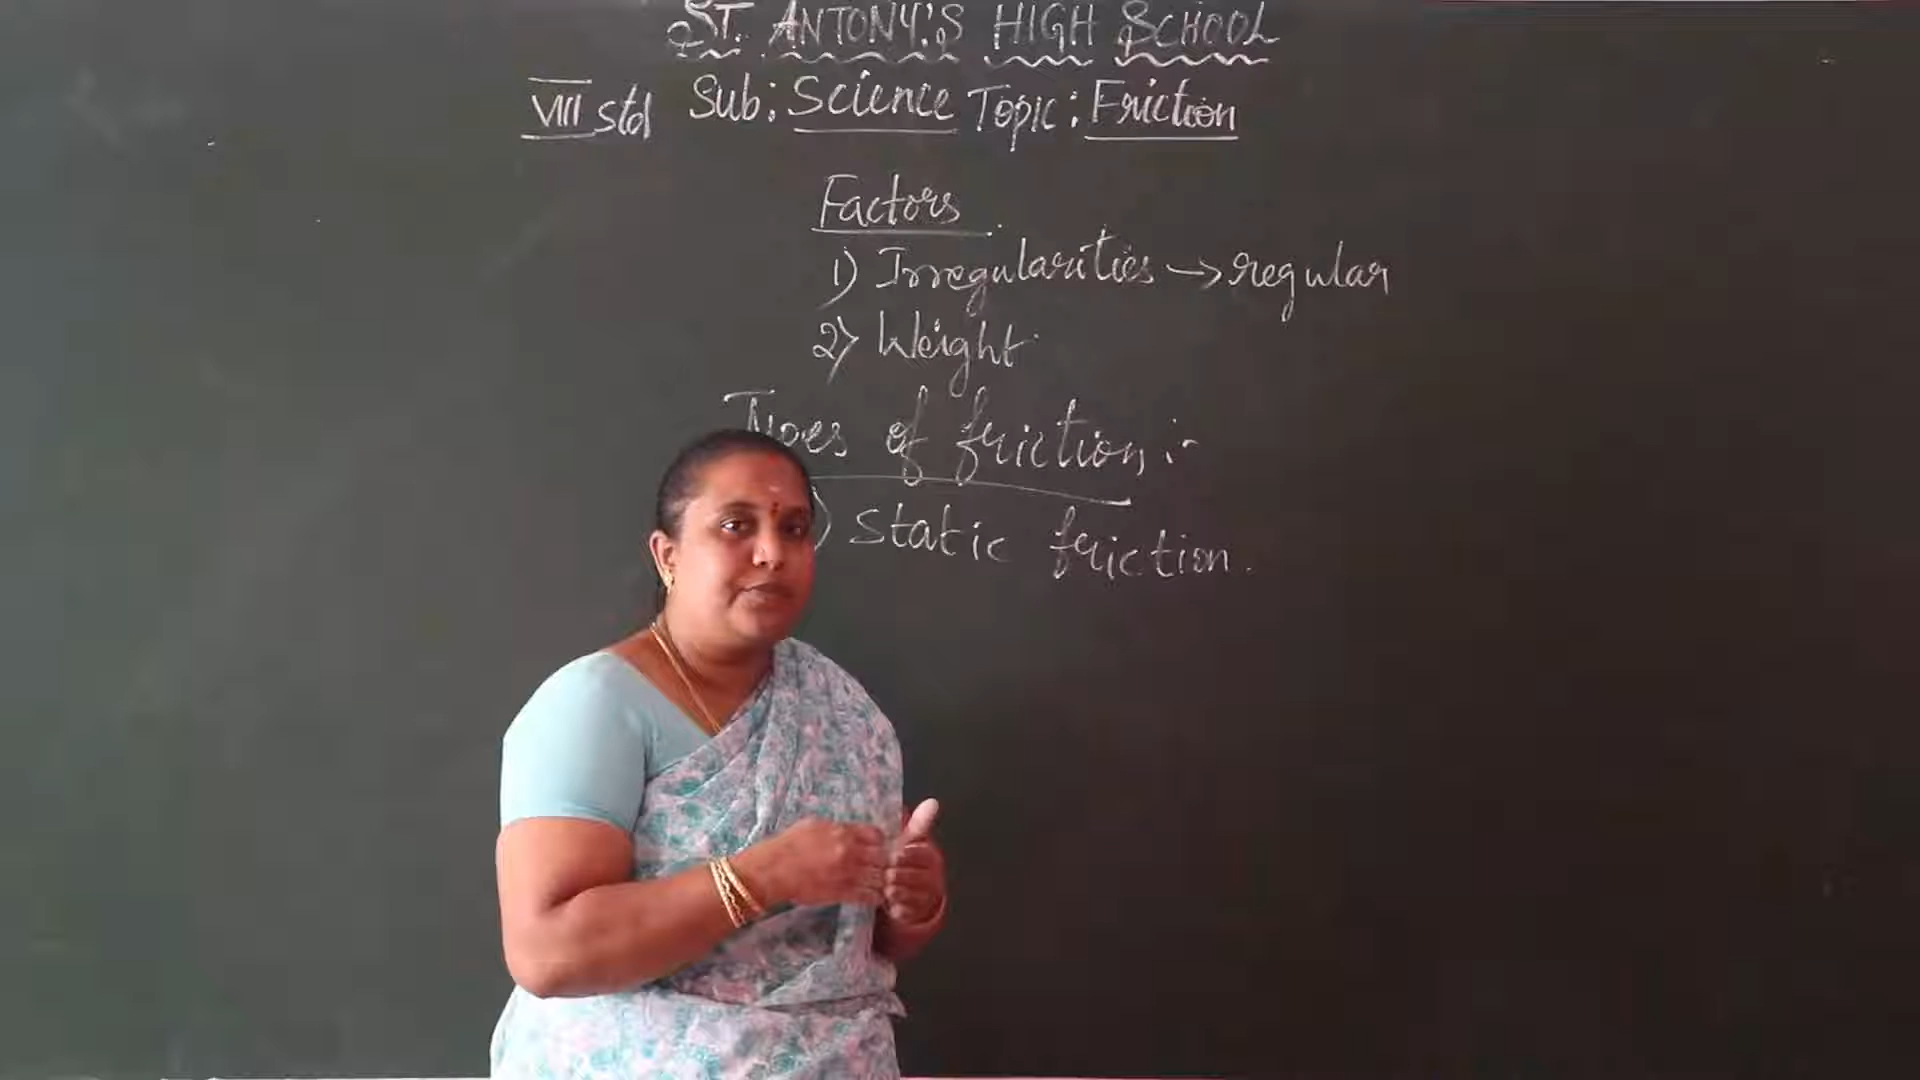 ST. ANTONY'S HIGH SCHOOL
VIII std Sub: Science Topic: Friction
Factors
1) Irregularities → regular
2) Weight
Types of friction :-
) Static friction.